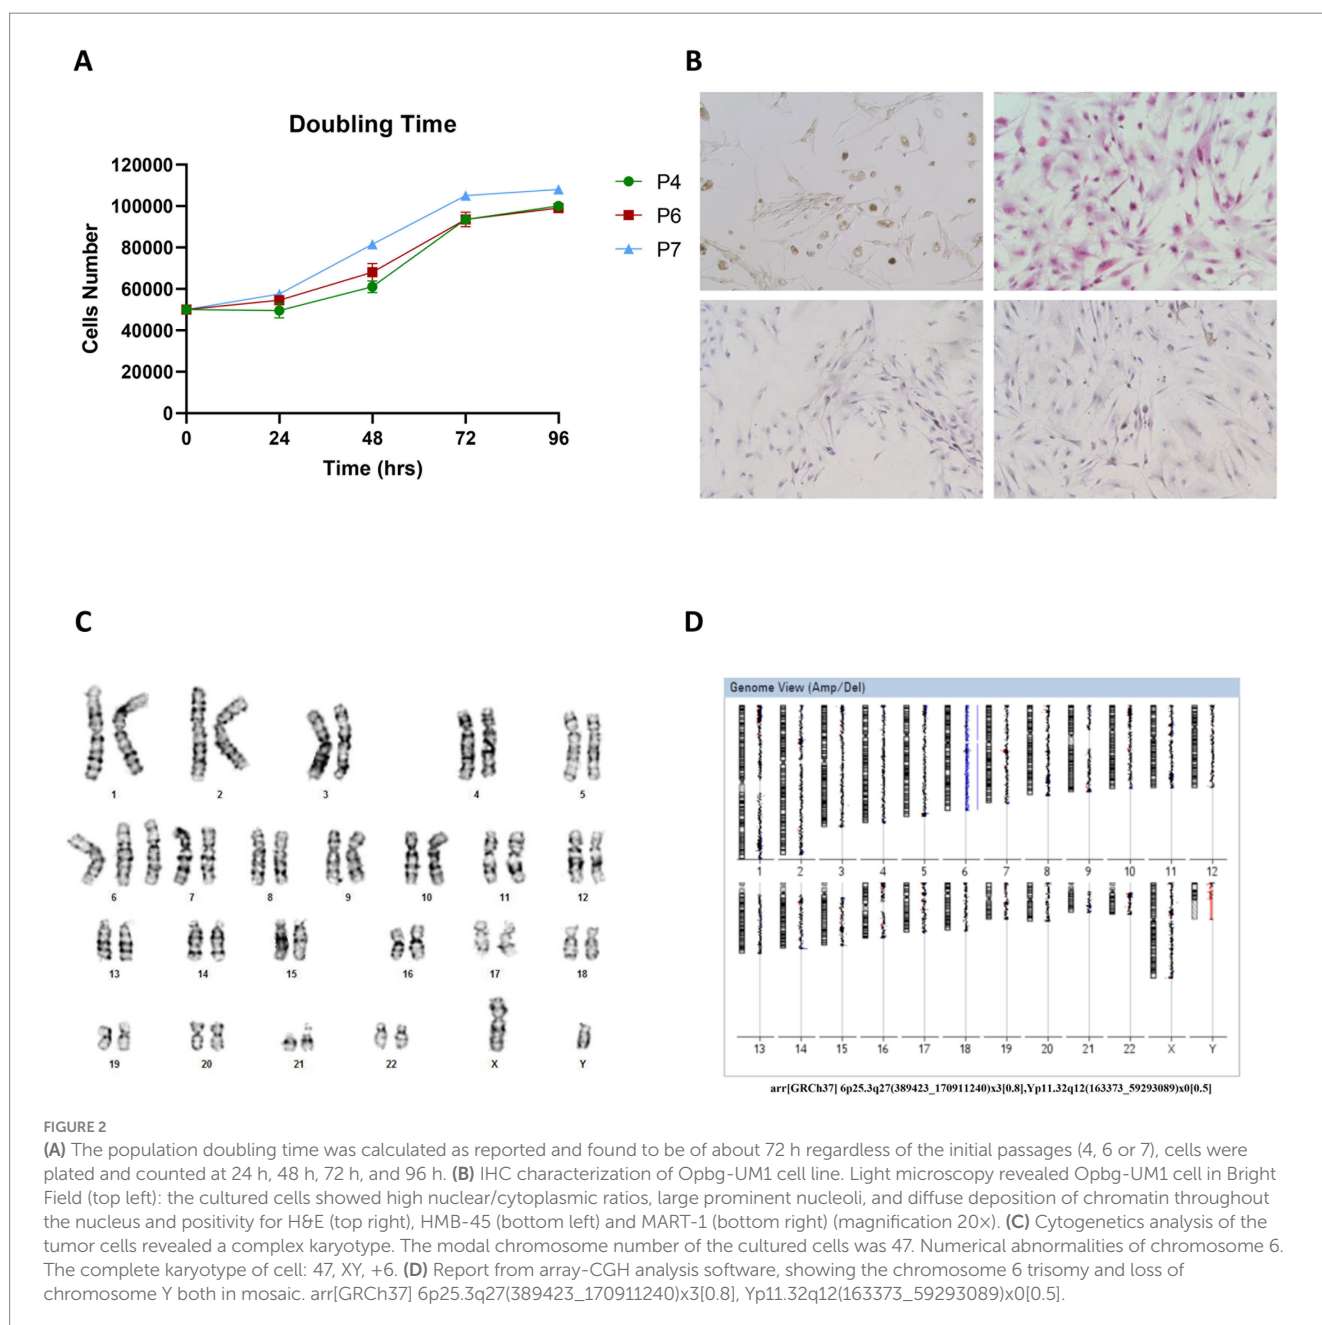 A
Doubling Time
120000
100000
80000
60000
40000
20000
0
Cells Number
0 24 48 72 96
Time (hrs)
P4
P6
P7
B
C
1 2 3 4 5
6 7 8 9 10 11 12
13 14 15 16 17 18
19 20 21 22 X Y
D
Genome View (Amp/Del)
1 2 3 4 5 6 7 8 9 10 11 12
13 14 15 16 17 18 19 20 21 22 X Y
arr[GRCh37] 6p25.3q27(389423_170911240)x3[0.8],Yp11.32q12(163373_59293089)x0[0.5]
FIGURE 2
(A) The population doubling time was calculated as reported and found to be of about 72 h regardless of the initial passages (4, 6 or 7), cells were
plated and counted at 24 h, 48 h, 72 h, and 96 h. (B) IHC characterization of Opbg-UM1 cell line. Light microscopy revealed Opbg-UM1 cell in Bright
Field (top left): the cultured cells showed high nuclear/cytoplasmic ratios, large prominent nucleoli, and diffuse deposition of chromatin throughout
the nucleus and positivity for H&E (top right), HMB-45 (bottom left) and MART-1 (bottom right) (magnification 20×). (C) Cytogenetics analysis of the
tumor cells revealed a complex karyotype. The modal chromosome number of the cultured cells was 47. Numerical abnormalities of chromosome 6.
The complete karyotype of cell: 47, XY, +6. (D) Report from array-CGH analysis software, showing the chromosome 6 trisomy and loss of
chromosome Y both in mosaic. arr[GRCh37] 6p25.3q27(389423_170911240)x3[0.8], Yp11.32q12(163373_59293089)x0[0.5].